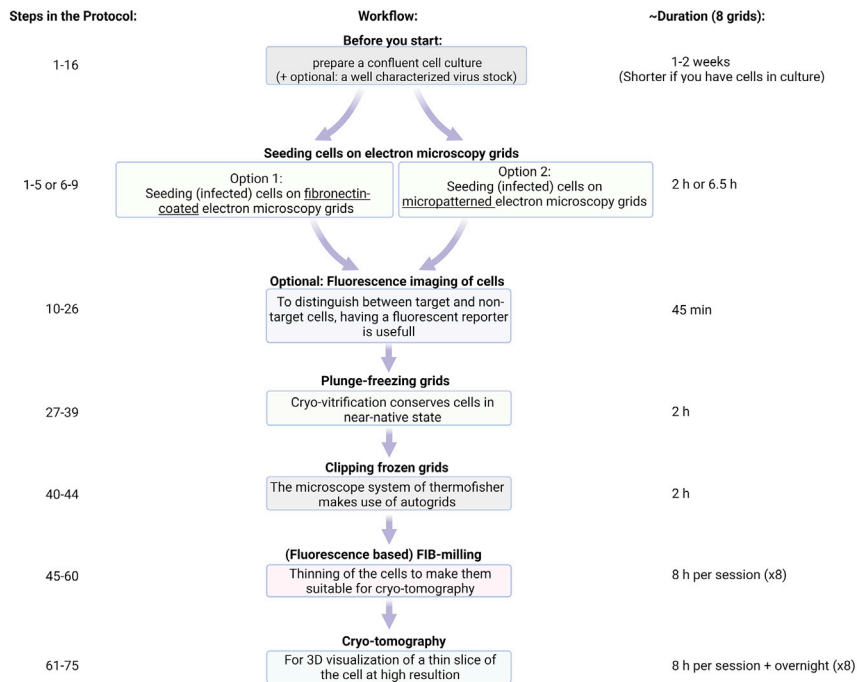 Steps in the Protocol: Workflow: ~Duration (8 grids):
Before you start:
1-16
prepare a confluent cell culture
(+ optional: a well characterized virus stock)
1-2 weeks
(Shorter if you have cells in culture)
Seeding cells on electron microscopy grids
1-5 or 6-9
Option 1:
Seeding (infected) cells on fibronectin-
coated electron microscopy grids
Option 2:
Seeding (infected) cells on
micropatterned electron microscopy grids
2 h or 6.5 h
Optional: Fluorescence imaging of cells
10-26
To distinguish between target and non-
target cells, having a fluorescent reporter
is usefull
45 min
Plunge-freezing grids
27-39
Cryo-vitrification conserves cells in
near-native state
2 h
Clipping frozen grids
40-44
The microscope system of thermofisher
makes use of autogrids
2 h
(Fluorescence based) FIB-milling
45-60
Thinning of the cells to make them
suitable for cryo-tomography
8 h per session (x8)
Cryo-tomography
61-75
For 3D visualization of a thin slice of
the cell at high resultion
8 h per session + overnight (x8)